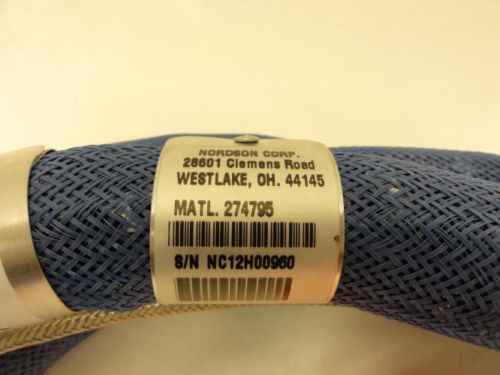 NORDSON CORP.
28601 Clemens Road
WESTLAKE, OH. 44145
MATL. 274795
S/N NC12H00960